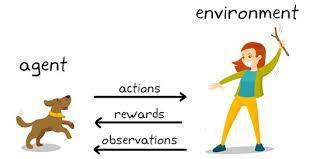 environment
agent
actions
rewards
observations